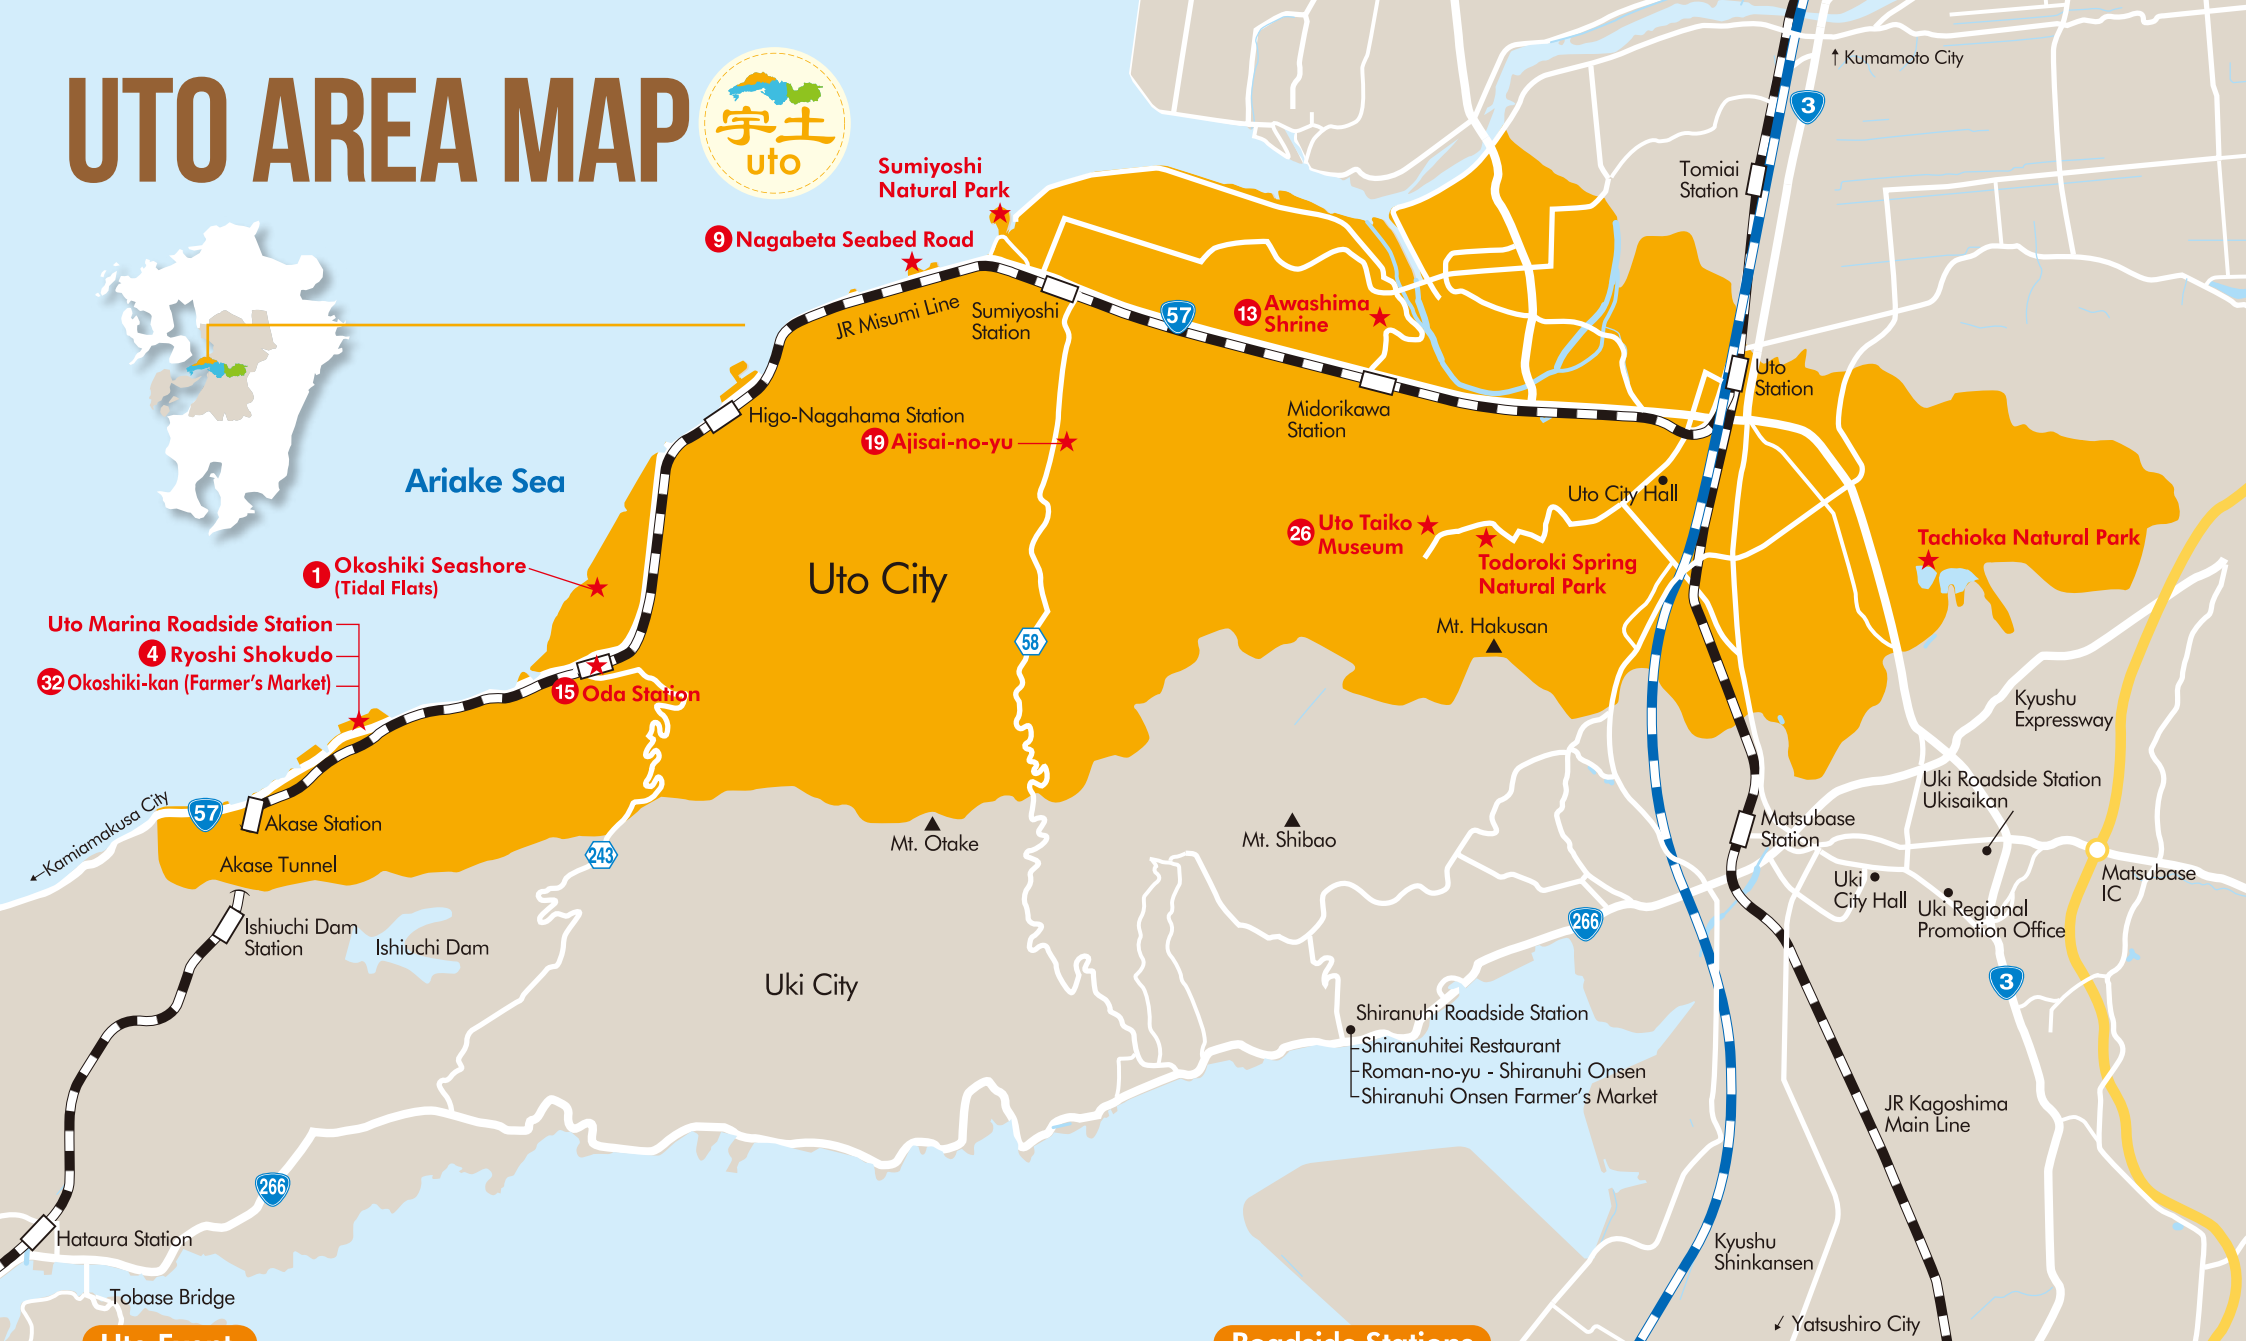 UTO AREA MAP
宇土
uto
↑ Kumamoto City
3
Tomiai
Station
Sumiyoshi
Natural Park
9 Nagabeta Seabed Road
JR Misumi Line
Sumiyoshi
Station
57
13 Awashima
Shrine
Uto
Station
Midorikawa
Station
Higo-Nagahama Station
19 Ajisai-no-yu
Ariake Sea
Uto City Hall
26 Uto Taiko
Museum
Todoroki Spring
Natural Park
Tachioka Natural Park
1 Okoshiki Seashore
(Tidal Flats)
Uto City
Uto Marina Roadside Station
4 Ryoshi Shokudo
32 Okoshiki-kan (Farmer's Market)
58
Mt. Hakusan
15 Oda Station
Kyushu
Expressway
←Kamiamakusa City
57
Akase Station
Akase Tunnel
243
Mt. Otake
Mt. Shibao
Uki Roadside Station
Ukisaikan
Matsubase
Station
Matsubase
IC
Uki
City Hall
Uki Regional
Promotion Office
266
Ishiuchi Dam
Station
Ishiuchi Dam
Uki City
3
Shiranuhi Roadside Station
Shiranuhitei Restaurant
Roman-no-yu - Shiranuhi Onsen
Shiranuhi Onsen Farmer's Market
JR Kagoshima
Main Line
266
Hataura Station
Kyushu
Shinkansen
Tobase Bridge
↙ Yatsushiro City
Uto Event
Roadside Stations